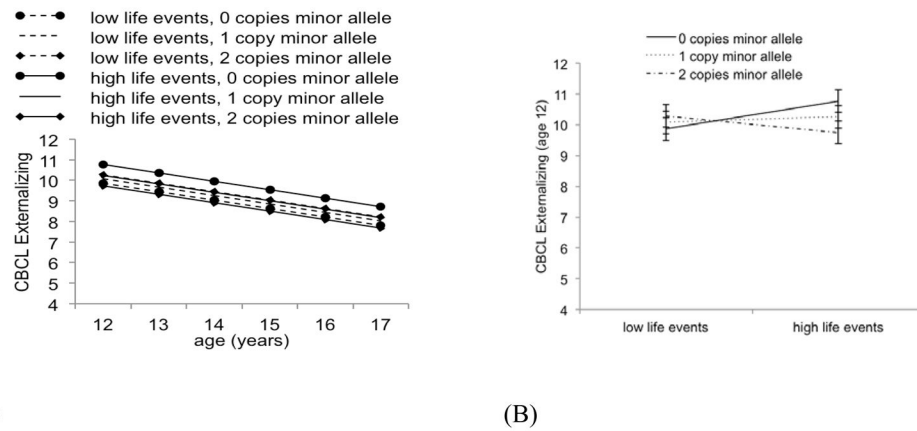 low life events, 0 copies minor allele
low life events, 1 copy minor allele
low life events, 2 copies minor allele
high life events, 0 copies minor allele
high life events, 1 copy minor allele
high life events, 2 copies minor allele
12
11
10
9
8
7
6
5
4
CBCL Externalizing
12 13 14 15 16 17
age (years)
0 copies minor allele
1 copies minor allele
2 copies minor allele
12
11
10
9
8
7
6
5
4
CBCL Externalizing (age 12)
low life events high life events
(B)